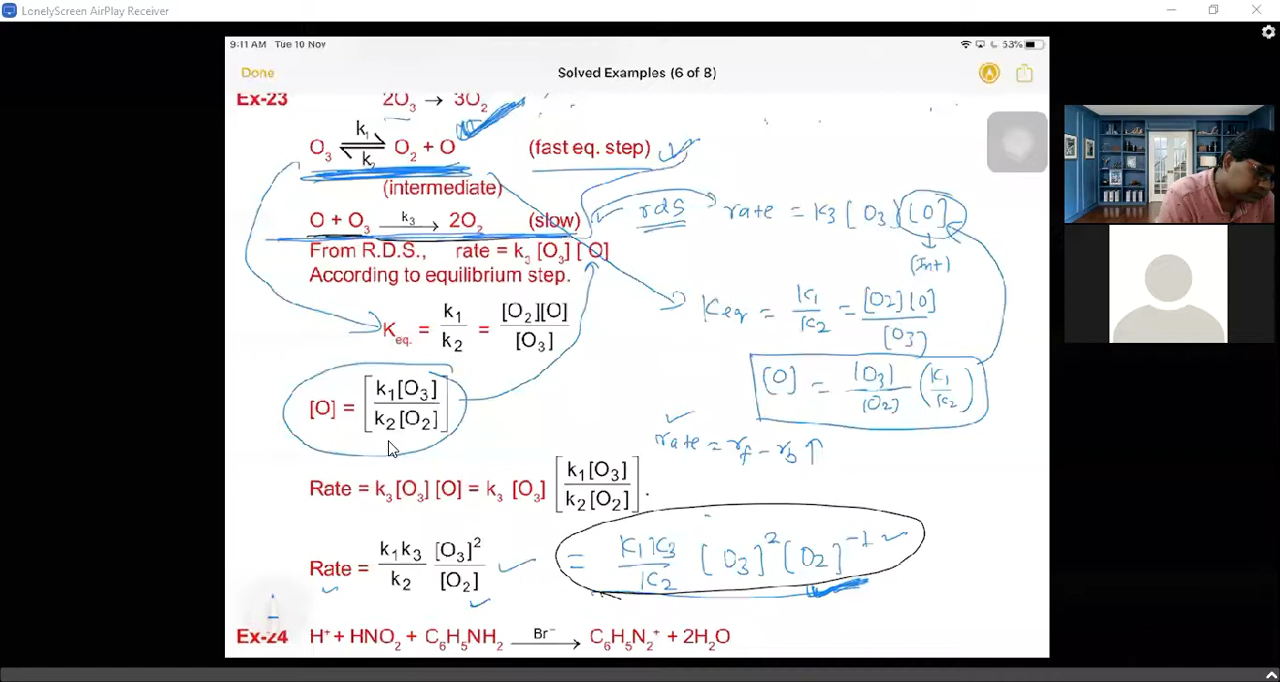 LonelyScreen AirPlay Receiver
9:11 AM Tue 10 Nov
53%
Done
Solved Examples (6 of 8)
Ex-23 2O₃ → 3O₂
O₃ ⇌ O₂ + O (fast eq. step)
k₁
k₂
(intermediate)
rds
rate = K3 [O3] [O]
O + O₃ —k₃→ 2O₂ (slow)
From R.D.S., rate = k₃ [O₃] [O]
(Int)
According to equilibrium step.
K_eq. = k₁/k₂ = [O₂][O]/[O₃]
Keq = K1/K2 = [O2][O]/[O3]
[O] = [k₁[O₃]/k₂[O₂]]
[O] = [O3]/[O2] (K1/K2)
rate = rf - rb ↑
Rate = k₃[O₃] [O] = k₃ [O₃] [k₁[O₃]/k₂[O₂]].
Rate = k₁k₃/k₂ [O₃]²/[O₂]
= K1K3/K2 [O3]² [O2]⁻¹
Ex-24 H⁺ + HNO₂ + C₆H₅NH₂ —Br⁻→ C₆H₅N₂⁺ + 2H₂O